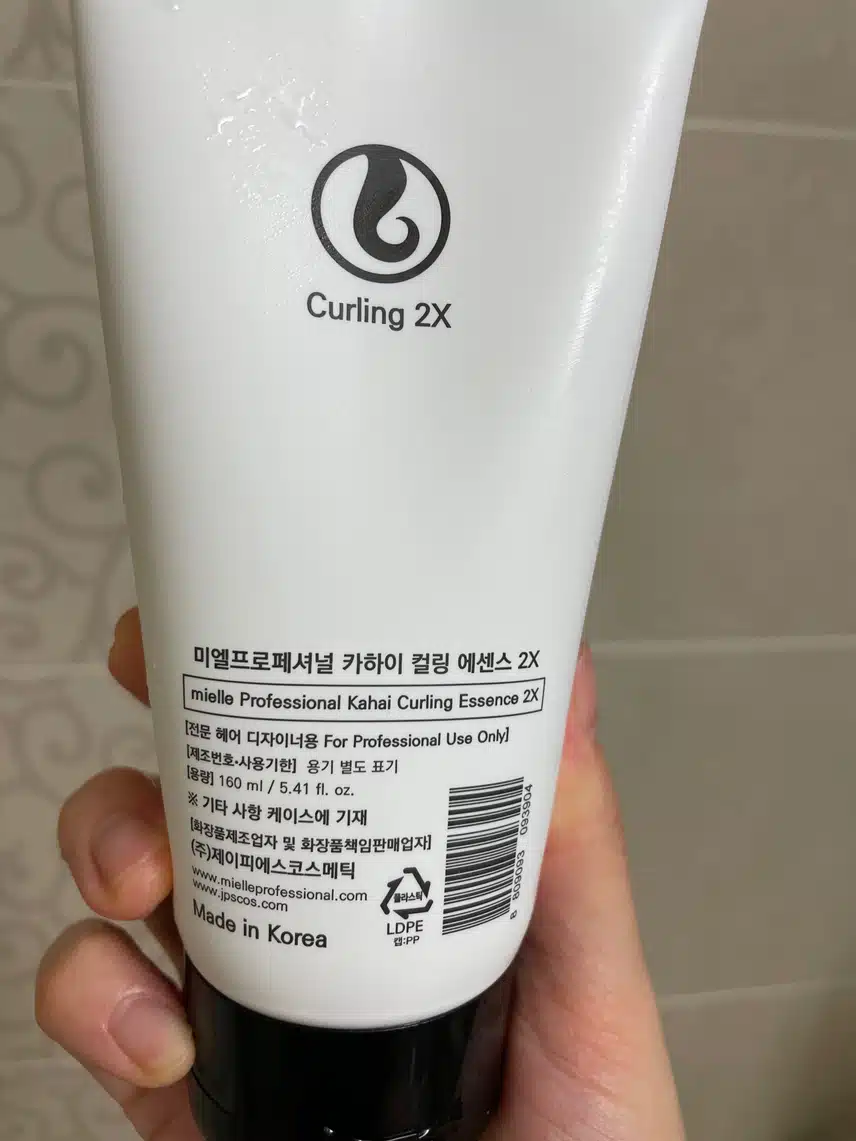 Curling 2X
미엘프로페셔널 카하이 컬링 에센스 2X
mielle Professional Kahai Curling Essence 2X
[전문 헤어 디자이너용 For Professional Use Only]
[제조번호·사용기한] 용기 별도 표기
[용량] 160 ml / 5.41 fl. oz.
※ 기타 사항 케이스에 기재
[화장품제조업자 및 화장품책임판매업자]
(주)제이피에스코스메틱
www.mielleprofessional.com
www.jpscos.com
Made in Korea
플라스틱
LDPE
캡:PP
8 809093 093904